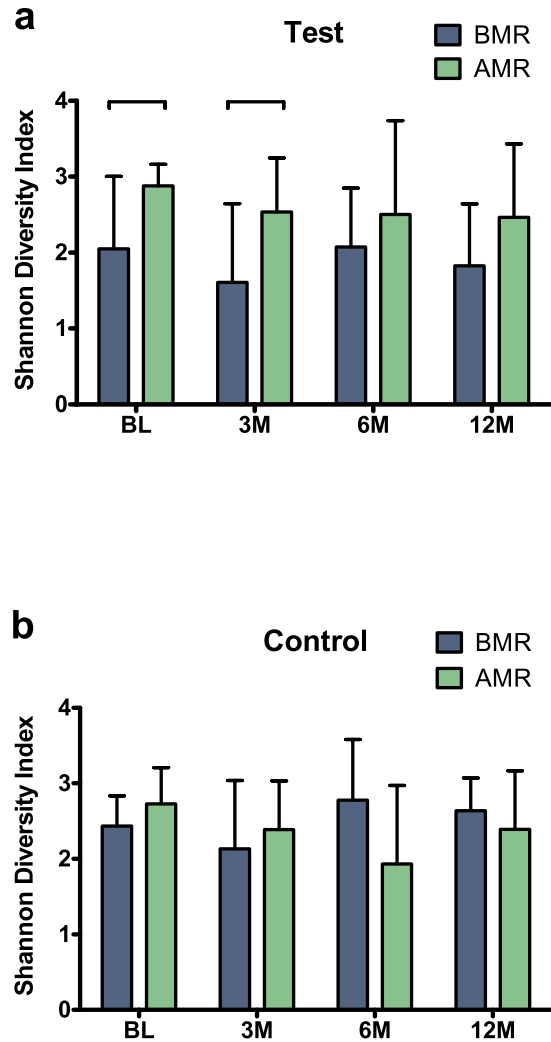 a
Test
BMR
AMR
Shannon Diversity Index
4
3
2
1
0
BL 3M 6M 12M
b
Control
BMR
AMR
Shannon Diversity Index
4
3
2
1
0
BL 3M 6M 12M